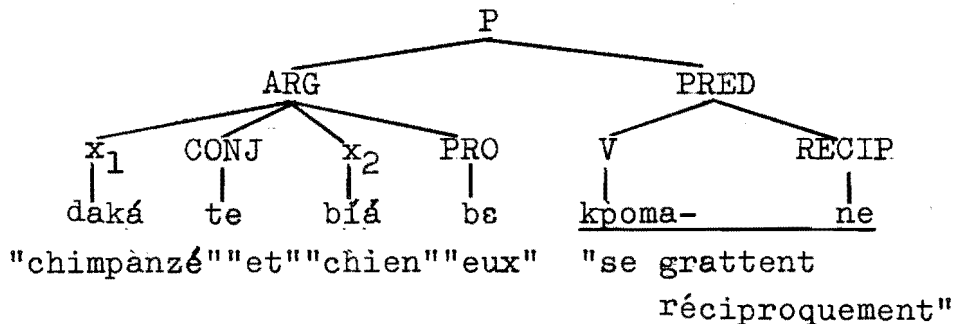 P
ARG PRED
x1 CONJ x2 PRO V RECIP
daká te bíá bɛ kpoma- ne
"chimpànzé""et""chien""eux" "se grattent
réciproquement"